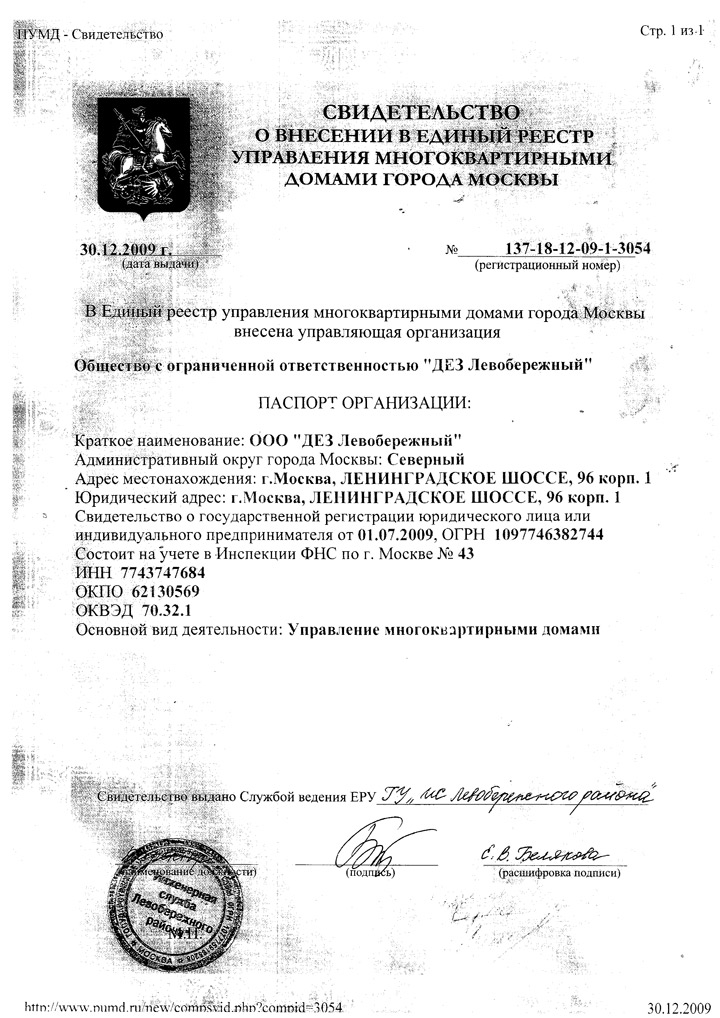 ПУМД - Свидетельство
Стр. 1 из 1
СВИДЕТЕЛЬСТВО
О ВНЕСЕНИИ В ЕДИНЫЙ РЕЕСТР
УПРАВЛЕНИЯ МНОГОКВАРТИРНЫМИ
ДОМАМИ ГОРОДА МОСКВЫ
30.12.2009 г.
№ 137-18-12-09-1-3054
(дата выдачи)
(регистрационный номер)
В Единый реестр управления многоквартирными домами города Москвы
внесена управляющая организация
Общество с ограниченной ответственностью "ДЕЗ Левобережный"
ПАСПОРТ ОРГАНИЗАЦИИ:
Краткое наименование: ООО "ДЕЗ Левобережный"
Административный округ города Москвы: Северный
Адрес местонахождения: г.Москва, ЛЕНИНГРАДСКОЕ ШОССЕ, 96 корп. 1
Юридический адрес: г.Москва, ЛЕНИНГРАДСКОЕ ШОССЕ, 96 корп. 1
Свидетельство о государственной регистрации юридического лица или
индивидуального предпринимателя от 01.07.2009, ОГРН 1097746382744
Состоит на учете в Инспекции ФНС по г. Москве № 43
ИНН 7743747684
ОКПО 62130569
ОКВЭД 70.32.1
Основной вид деятельности: Управление многоквартирными домами
Свидетельство выдано Службой ведения ЕРУ ГУ „ИС Левобережного района"
Е.В. Белякова
(наименование должности)
(подпись)
(расшифровка подписи)
инженерная
служба
Левобережного
района
М.П.
МОСКВА
http://www.pumd.ru/new/compsvid.php?compid=3054
30.12.2009